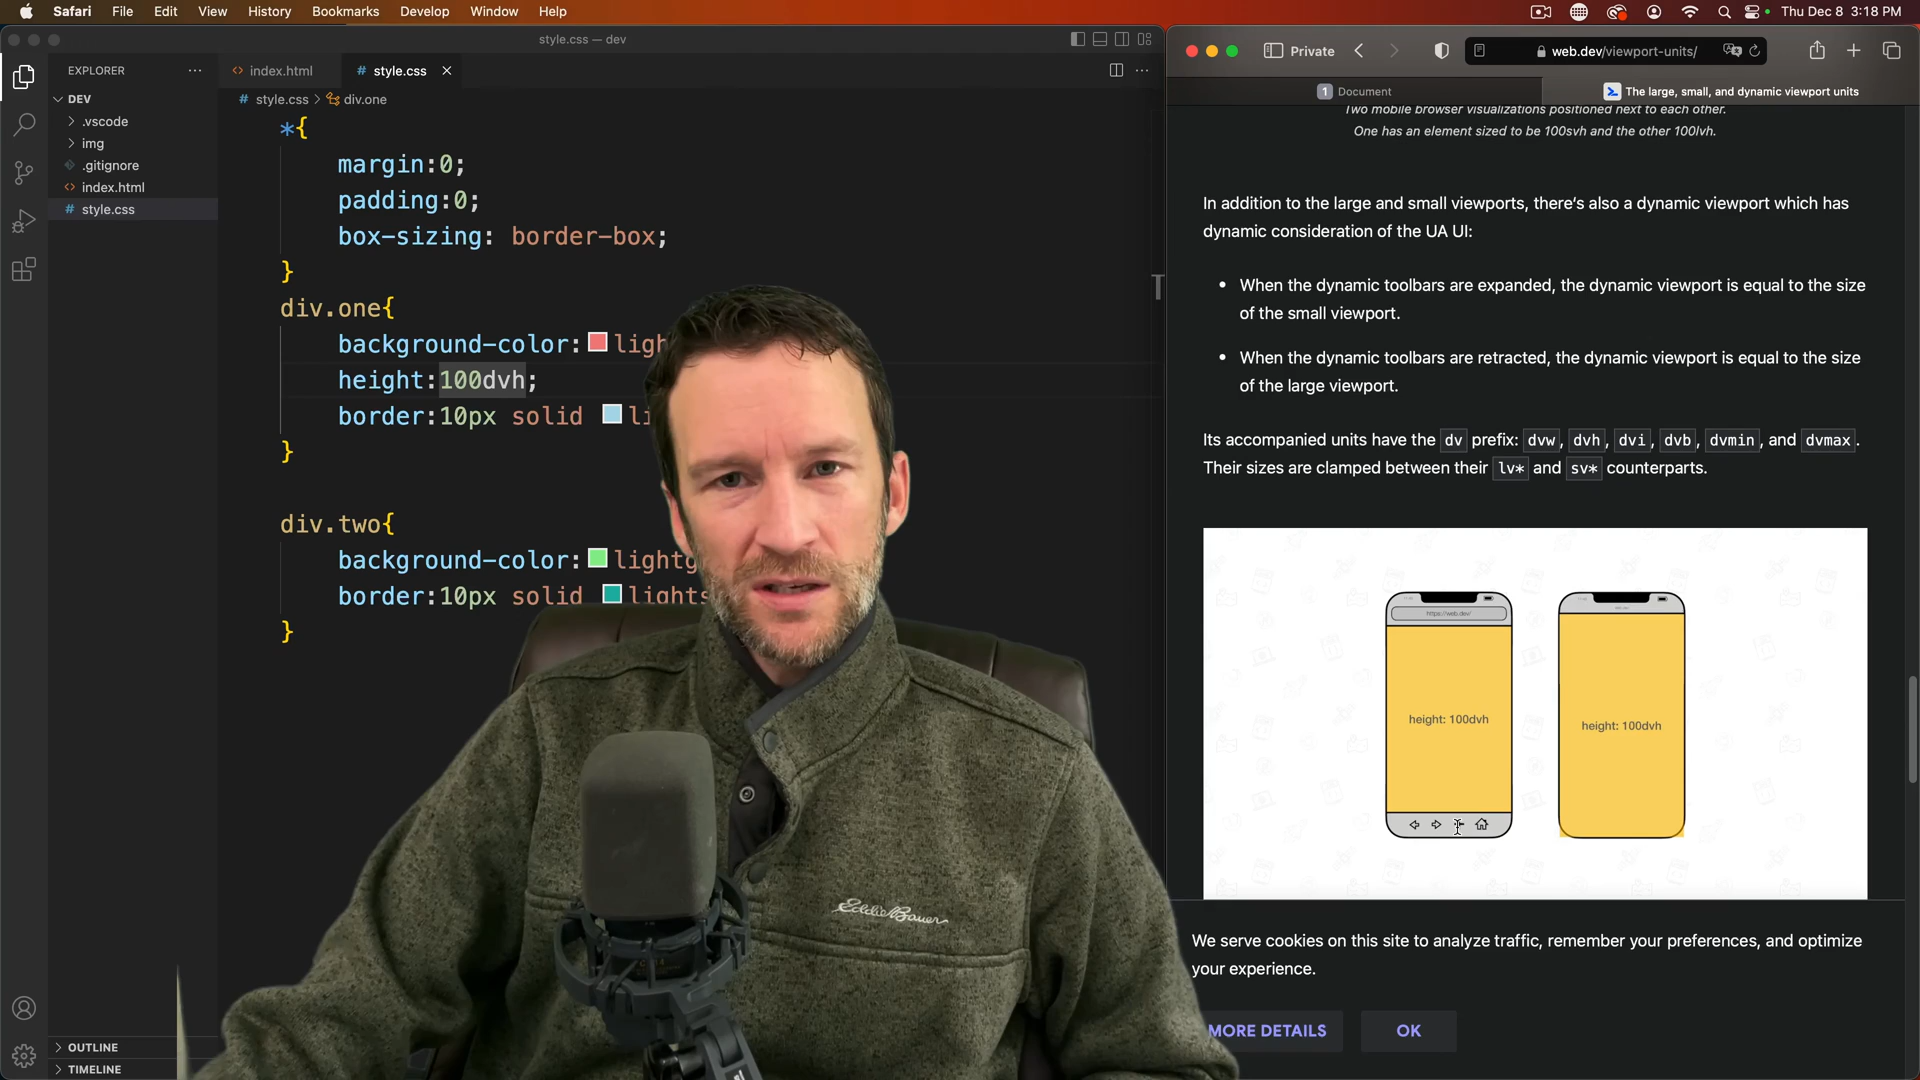 Safari File Edit View History Bookmarks Develop Window Help
Thu Dec 8 3:18 PM
style.css — dev
EXPLORER
DEV
.vscode
img
.gitignore
index.html
style.css
OUTLINE
TIMELINE
index.html
style.css
style.css > div.one
*{
margin:0;
padding:0;
box-sizing: border-box;
}
div.one{
background-color:
height:100dvh;
border:10px solid
}
div.two{
background-color:
border:10px solid
}
Eddie Bauer
Private
web.dev/viewport-units/
1 Document
The large, small, and dynamic viewport units
Two mobile browser visualizations positioned next to each other.
One has an element sized to be 100svh and the other 100lvh.
In addition to the large and small viewports, there's also a dynamic viewport which has
dynamic consideration of the UA UI:
• When the dynamic toolbars are expanded, the dynamic viewport is equal to the size
of the small viewport.
• When the dynamic toolbars are retracted, the dynamic viewport is equal to the size
of the large viewport.
Its accompanied units have the dv prefix: dvw, dvh, dvi, dvb, dvmin, and dvmax.
Their sizes are clamped between their lv* and sv* counterparts.
https://web.dev/
height: 100dvh
height: 100dvh
We serve cookies on this site to analyze traffic, remember your preferences, and optimize
your experience.
MORE DETAILS
OK